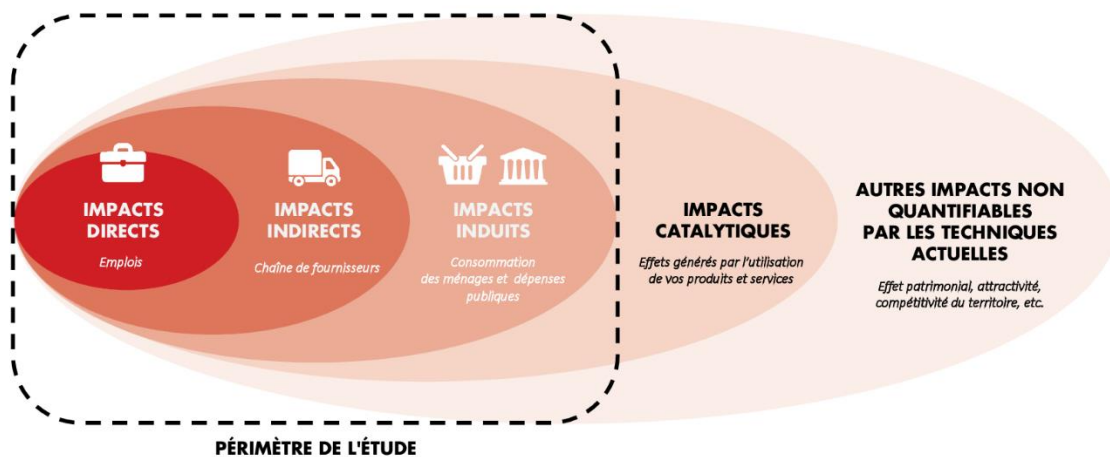 IMPACTS
DIRECTS
Emplois
IMPACTS
INDIRECTS
Chaîne de fournisseurs
IMPACTS
INDUITS
Consommation
des ménages et dépenses
publiques
IMPACTS
CATALYTIQUES
Effets générés par l'utilisation
de vos produits et services
AUTRES IMPACTS NON
QUANTIFIABLES
PAR LES TECHNIQUES
ACTUELLES
Effet patrimonial, attractivité,
compétitivité du territoire, etc.
PÉRIMÈTRE DE L'ÉTUDE